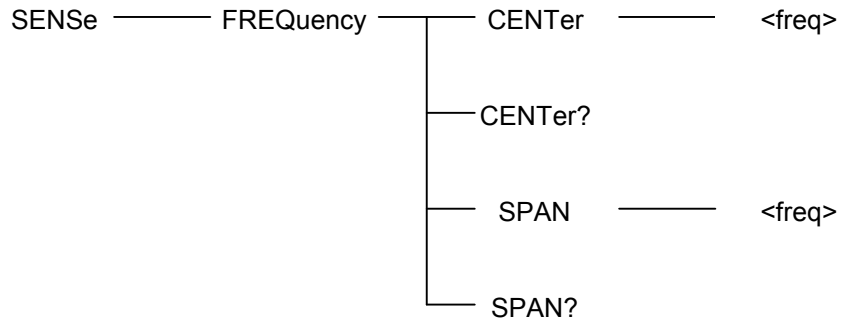 SENSe FREQuency CENTer <freq>
CENTer?
SPAN <freq>
SPAN?